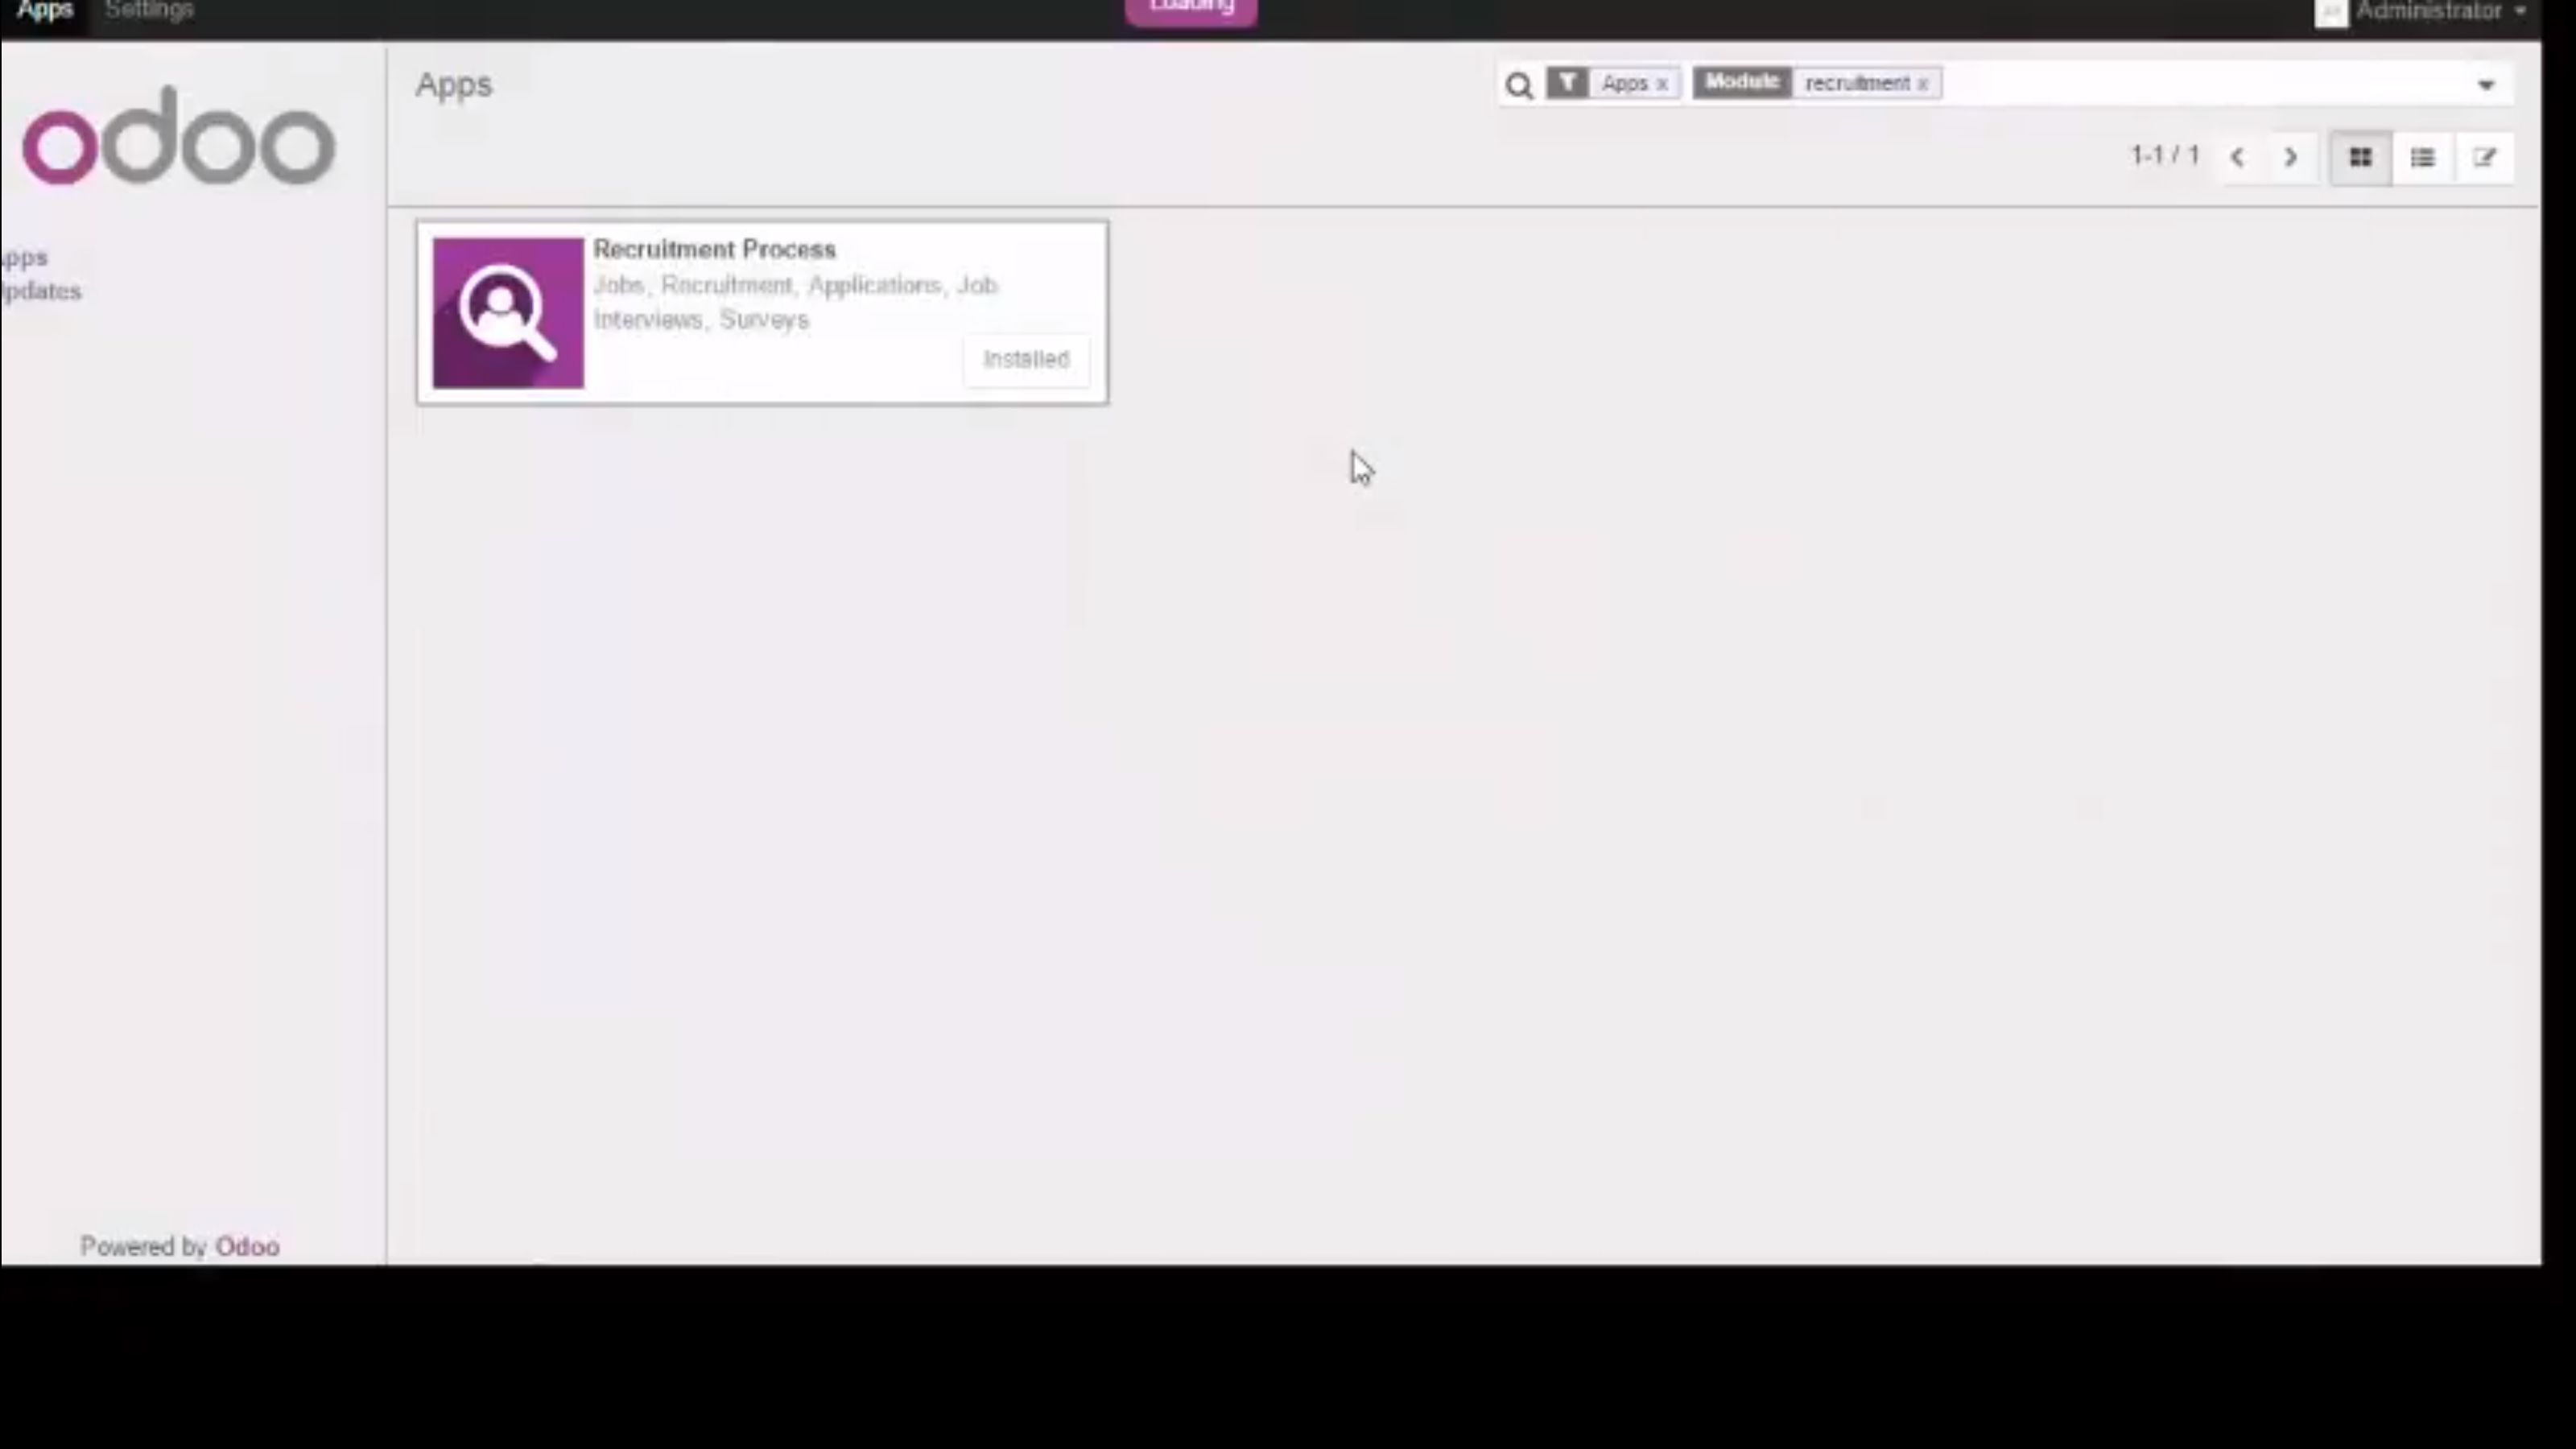 Apps Settings Loading Administrator
odoo
Apps
Apps x Module recruitment x
1-1 / 1
pps
pdates
Recruitment Process
Jobs, Recruitment, Applications, Job
Interviews, Surveys
Installed
Powered by Odoo